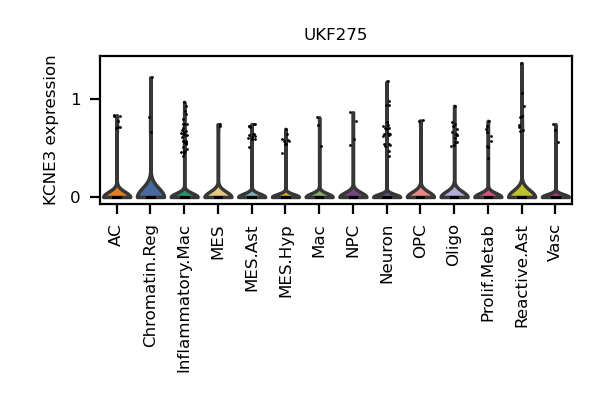 UKF275
KCNE3 expression
1
0
AC
Chromatin.Reg
Inflammatory.Mac
MES
MES.Ast
MES.Hyp
Mac
NPC
Neuron
OPC
Oligo
Prolif.Metab
Reactive.Ast
Vasc